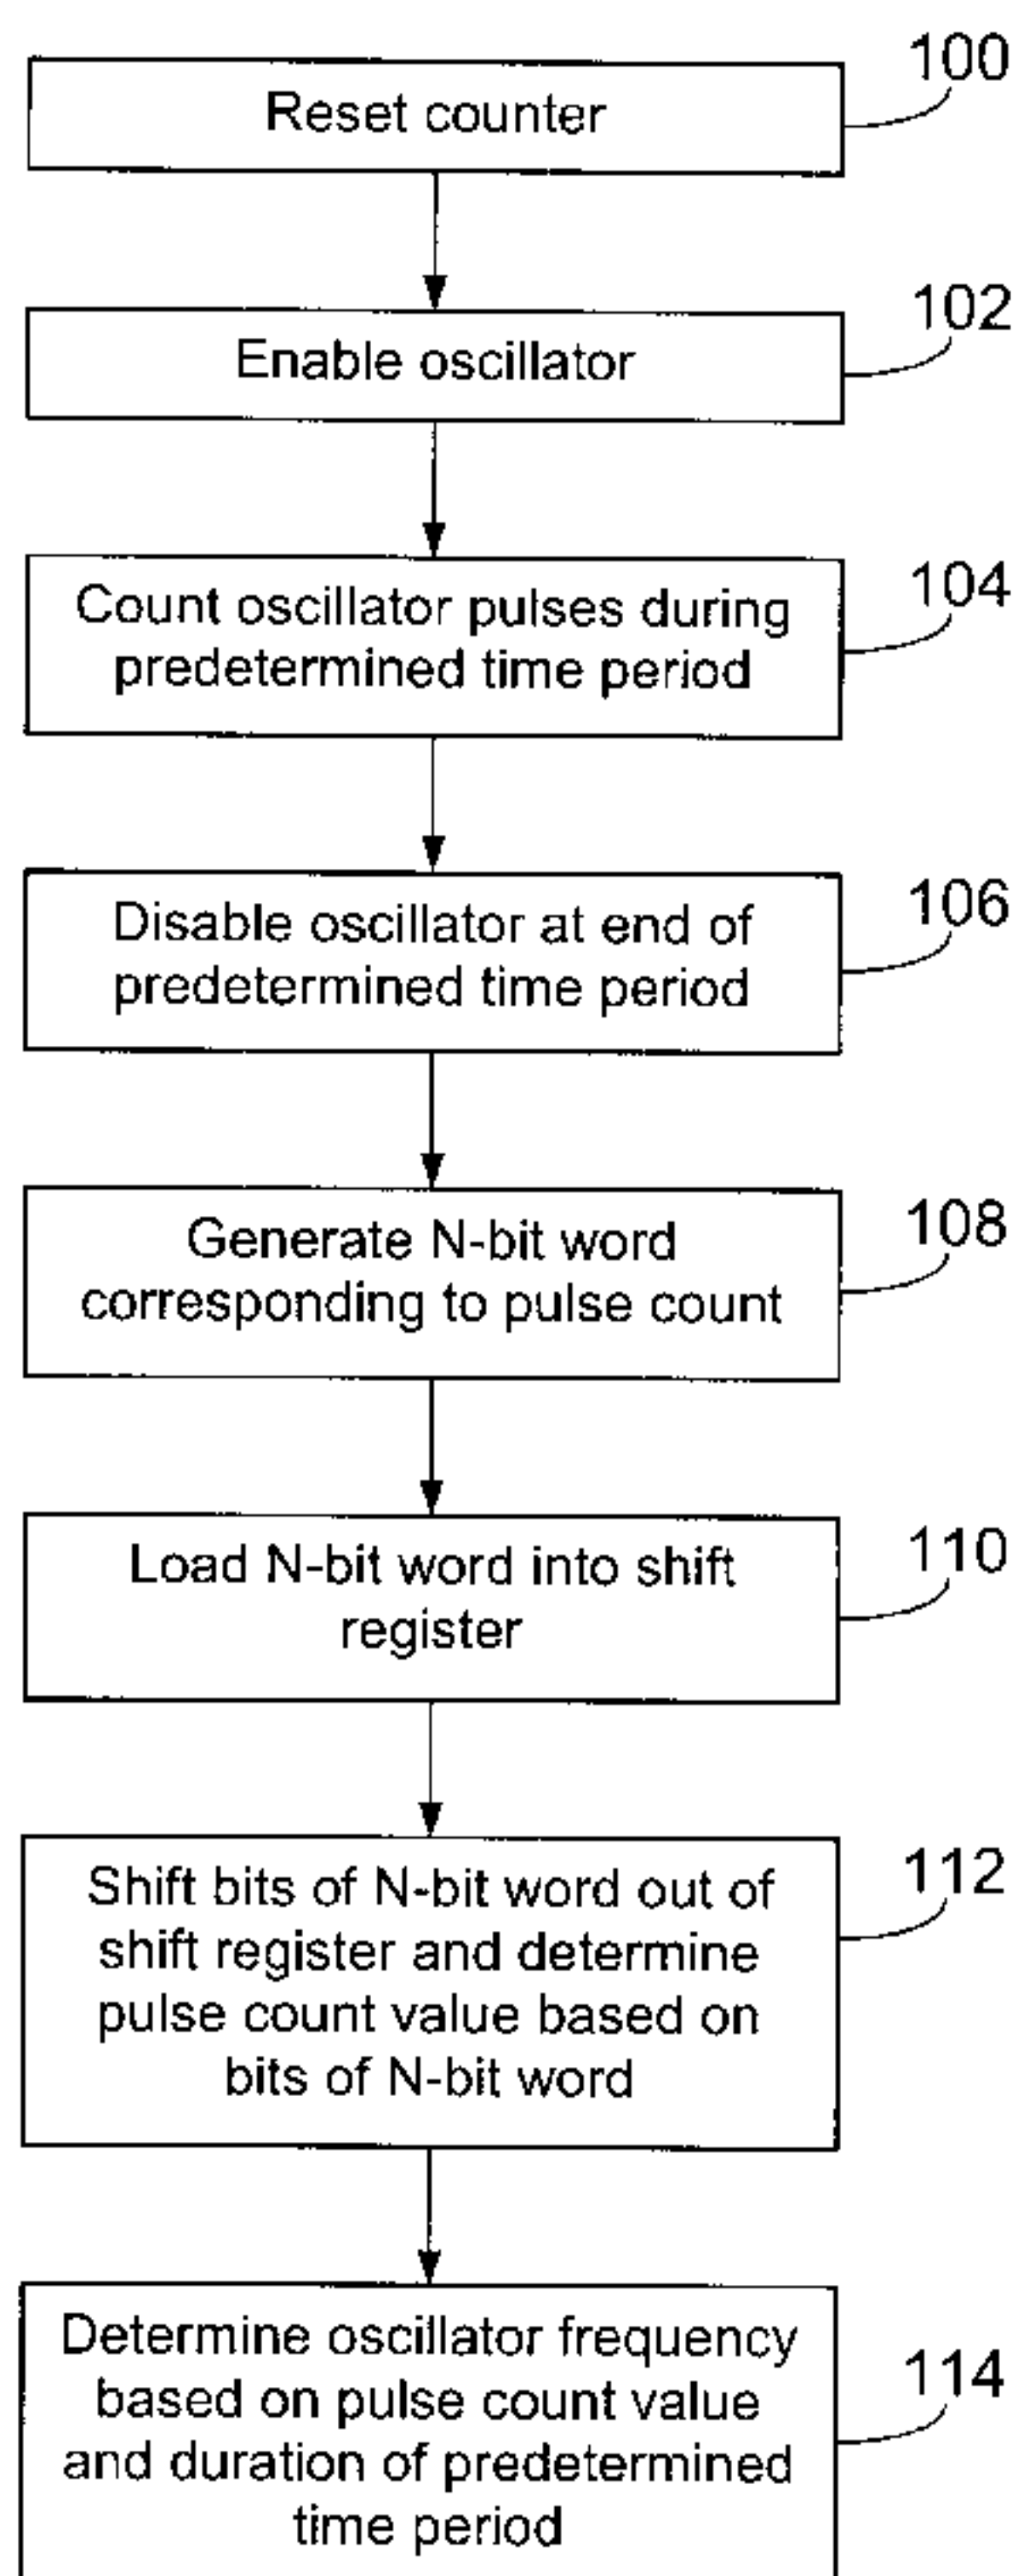 100
Reset counter
102
Enable oscillator
104
Count oscillator pulses during
predetermined time period
106
Disable oscillator at end of
predetermined time period
108
Generate N-bit word
corresponding to pulse count
110
Load N-bit word into shift
register
112
Shift bits of N-bit word out of
shift register and determine
pulse count value based on
bits of N-bit word
114
Determine oscillator frequency
based on pulse count value
and duration of predetermined
time period